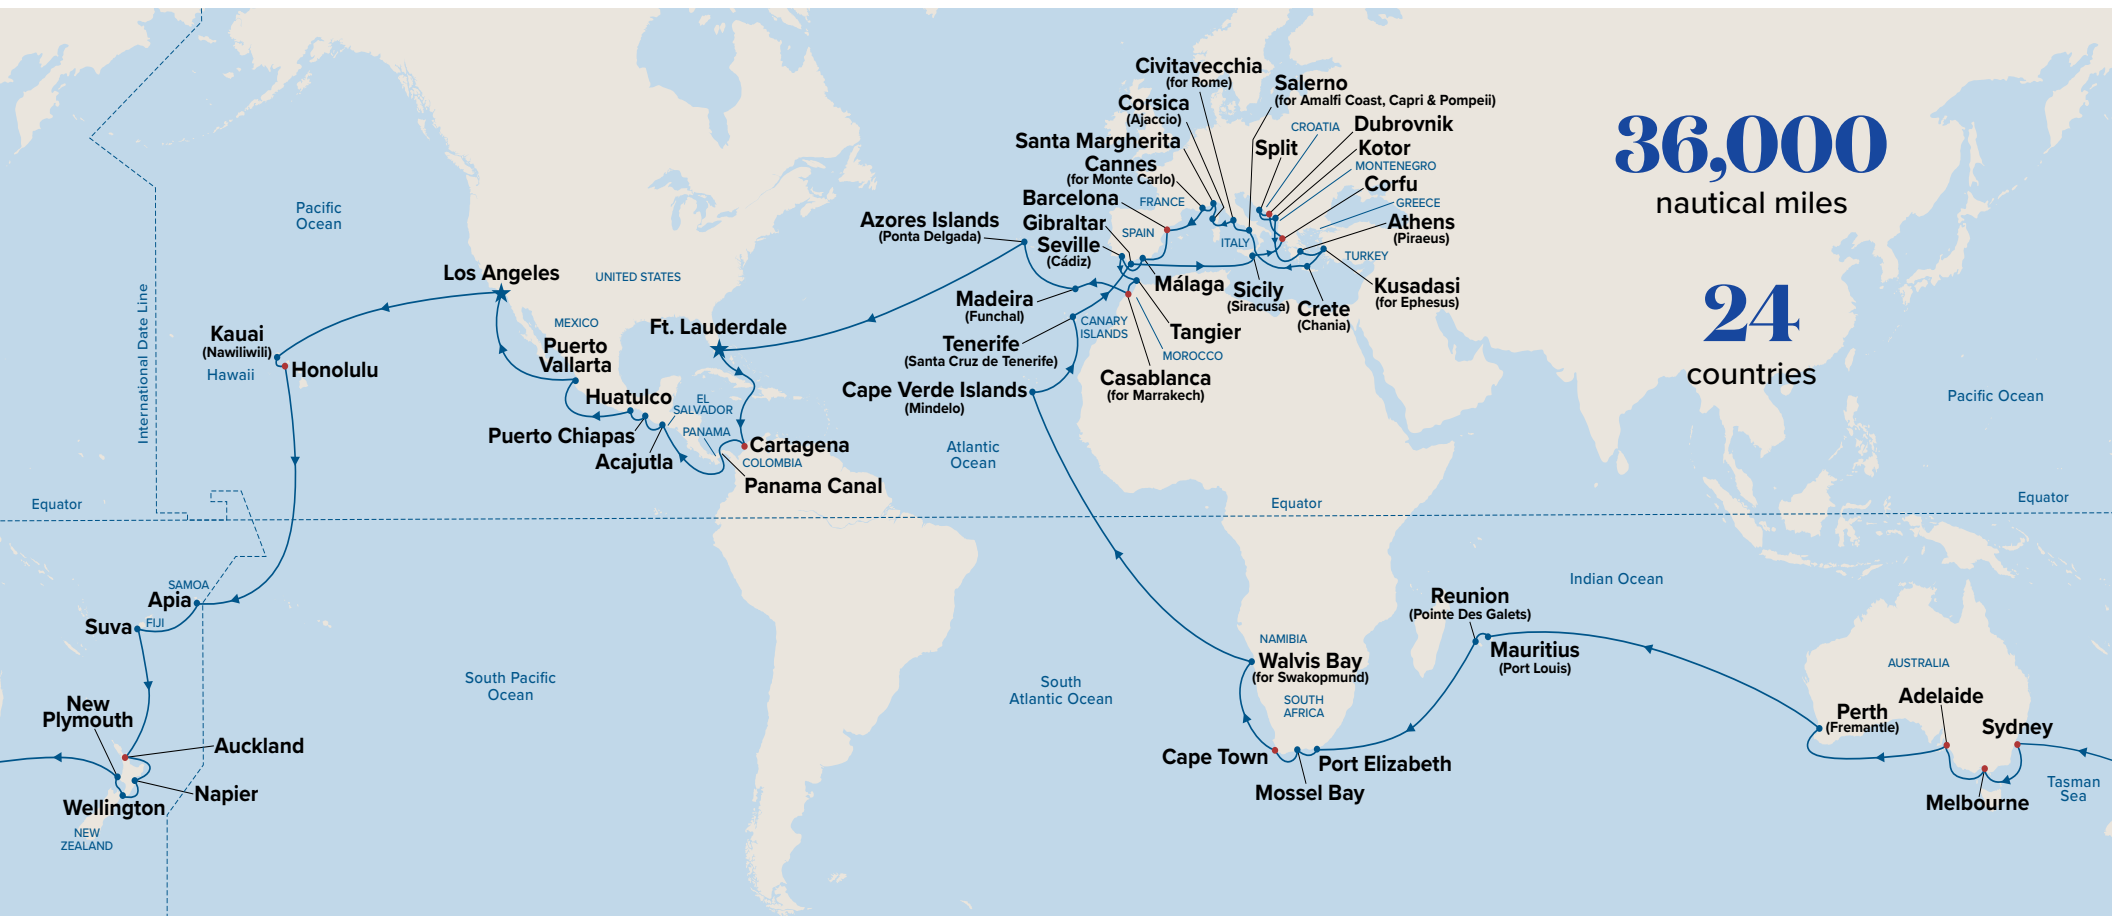 Civitavecchia
(for Rome)
Salerno
(for Amalfi Coast, Capri & Pompeii)
Corsica
(Ajaccio)
CROATIA
Dubrovnik
Santa Margherita
Split
Kotor
Cannes
(for Monte Carlo)
MONTENEGRO
Corfu
Barcelona
FRANCE
GREECE
Azores Islands
(Ponta Delgada)
Gibraltar
SPAIN
ITALY
Athens
(Piraeus)
Seville
(Cádiz)
TURKEY
Málaga
Sicily
(Siracusa)
Kusadasi
(for Ephesus)
Crete
(Chania)
Madeira
(Funchal)
CANARY
ISLANDS
Tangier
Tenerife
(Santa Cruz de Tenerife)
MOROCCO
Casablanca
(for Marrakech)
Cape Verde Islands
(Mindelo)
36,000
nautical miles
24
countries
Pacific
Ocean
Los Angeles
UNITED STATES
International Date Line
MEXICO
Ft. Lauderdale
Kauai
(Nawiliwili)
Hawaii
Honolulu
Puerto
Vallarta
Huatulco
EL
SALVADOR
PANAMA
Puerto Chiapas
Acajutla
Cartagena
COLOMBIA
Panama Canal
Atlantic
Ocean
Pacific Ocean
Equator
Equator
Equator
SAMOA
Apia
Suva
FIJI
Indian Ocean
Reunion
(Pointe Des Galets)
Mauritius
(Port Louis)
NAMIBIA
Walvis Bay
(for Swakopmund)
SOUTH
AFRICA
South Pacific
Ocean
South
Atlantic Ocean
AUSTRALIA
Adelaide
Perth
(Fremantle)
Sydney
New
Plymouth
Auckland
Napier
Wellington
NEW
ZEALAND
Cape Town
Port Elizabeth
Mossel Bay
Melbourne
Tasman
Sea